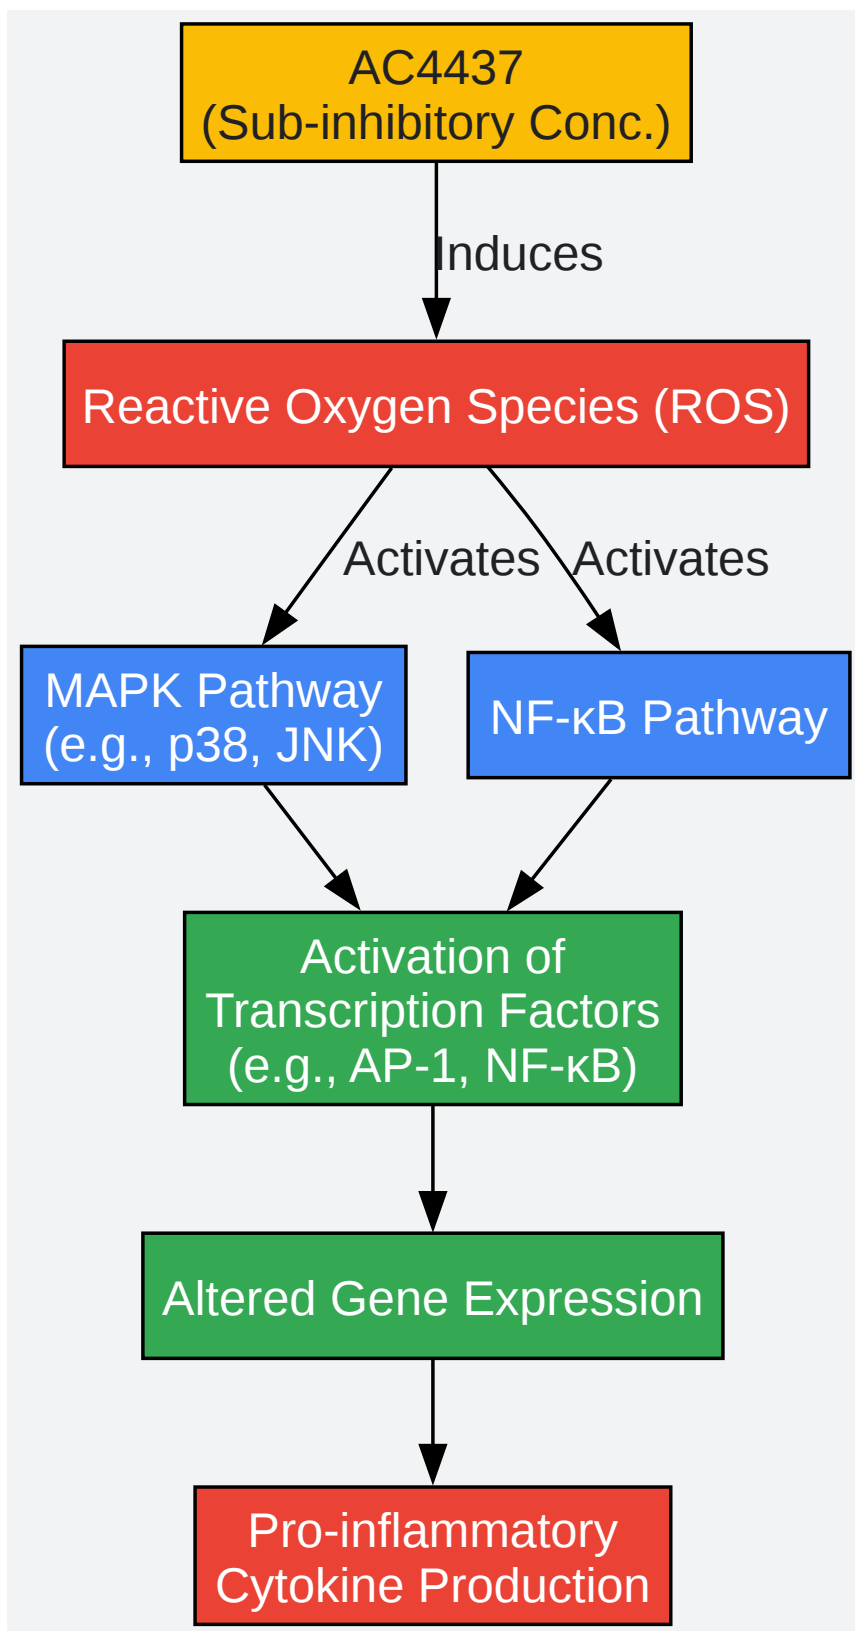 AC4437
(Sub-inhibitory Conc.)
Induces
Reactive Oxygen Species (ROS)
Activates
Activates
MAPK Pathway
(e.g., p38, JNK)
NF-κB Pathway
Activation of
Transcription Factors
(e.g., AP-1, NF-κB)
Altered Gene Expression
Pro-inflammatory
Cytokine Production